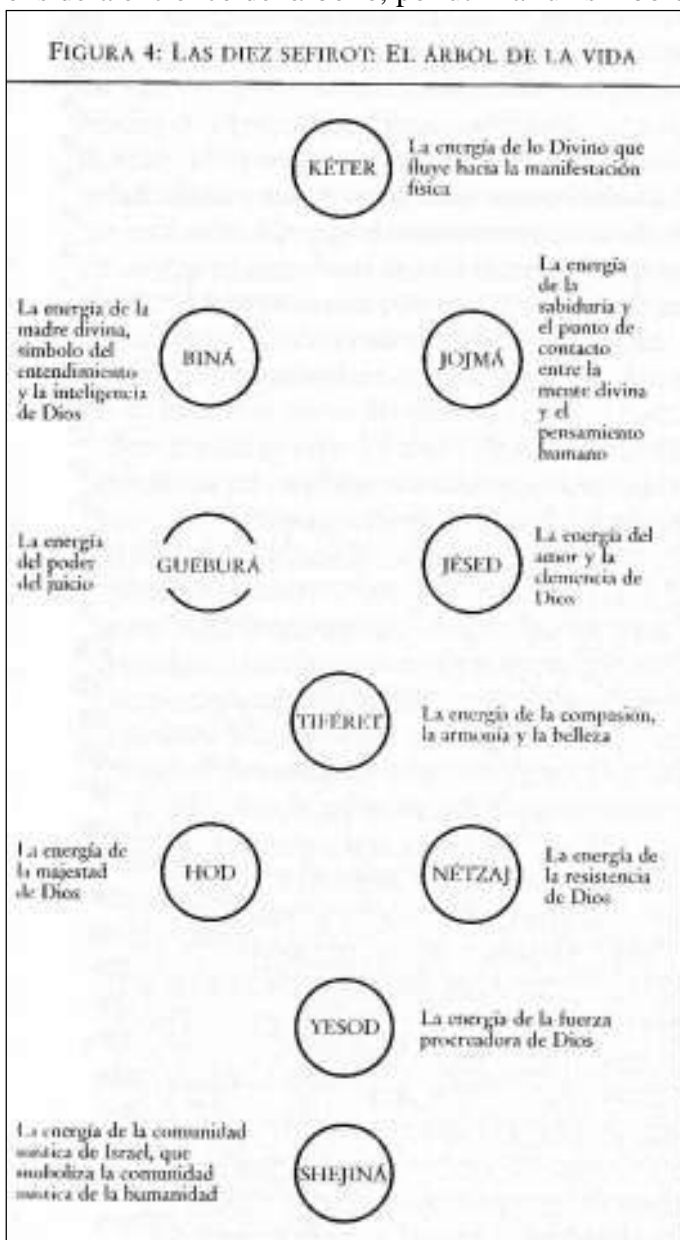 FIGURA 4: LAS DIEZ SEFIROT: EL ÁRBOL DE LA VIDA
KÉTER
La energía de lo Divino que
fluye hacia la manifestación
física
La energía de la
madre divina,
símbolo del
entendimiento
y la inteligencia
de Dios
BINÁ
JOJMÁ
La energía
de la
sabiduría y
el punto de
contacto
entre la
mente divina
y el
pensamiento
humano
La energía
del poder
del juicio
GUEBURÁ
JÉSED
La energía del
amor y la
clemencia de
Dios
TIFÉRET
La energía de la compasión,
la armonía y la belleza
La energía de
la majestad
de Dios
HOD
NÉTZAJ
La energía de
la resistencia
de Dios
YESOD
La energía de la fuerza
procreadora de Dios
La energía de la comunidad
mística de Israel, que
simboliza la comunidad
mística de la humanidad
SHEJINÁ